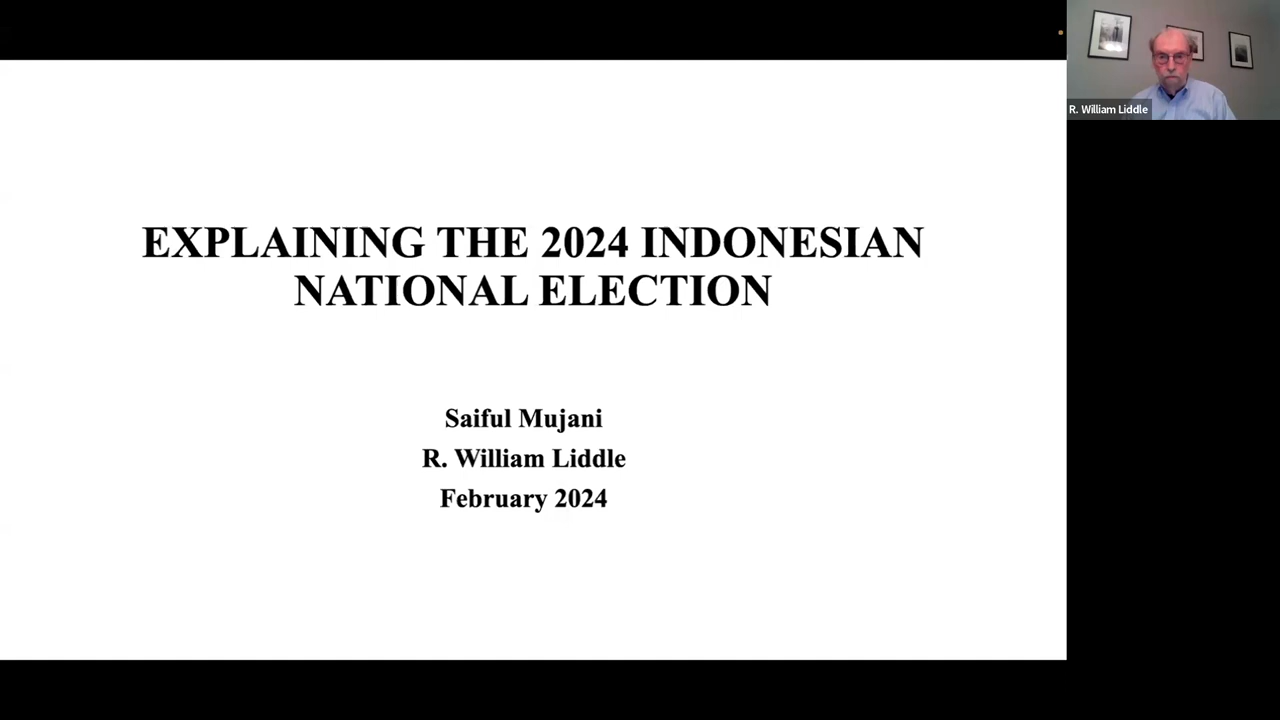 EXPLAINING THE 2024 INDONESIAN
NATIONAL ELECTION
Saiful Mujani
R. William Liddle
February 2024
R. William Liddle